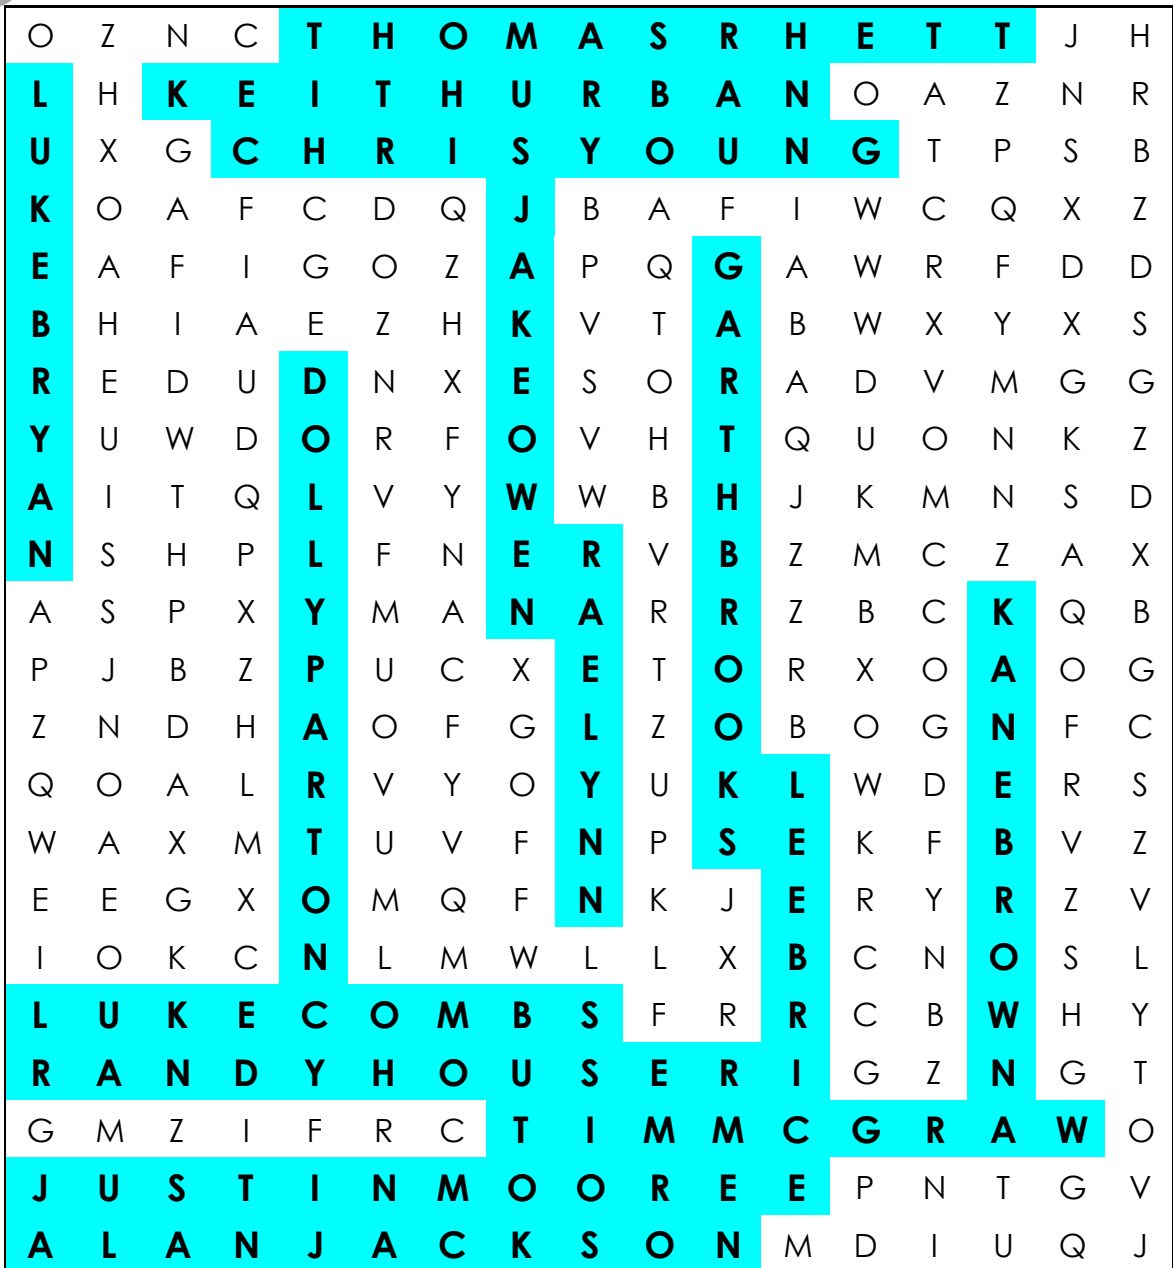 O Z N C T H O M A S R H E T T J H
L H K E I T H U R B A N O A Z N R
U X G C H R I S Y O U N G T P S B
K O A F C D Q J B A F I W C Q X Z
E A F I G O Z A P Q G A W R F D D
B H I A E Z H K V T A B W X Y X S
R E D U D N X E S O R A D V M G G
Y U W D O R F O V H T Q U O N K Z
A I T Q L V Y W W B H J K M N S D
N S H P L F N E R V B Z M C Z A X
A S P X Y M A N A R R Z B C K Q B
P J B Z P U C X E T O R X O A O G
Z N D H A O F G L Z O B O G N F C
Q O A L R V Y O Y U K L W D E R S
W A X M T U V F N P S E K F B V Z
E E G X O M Q F N K J E R Y R Z V
I O K C N L M W L L X B C N O S L
L U K E C O M B S F R R C B W H Y
R A N D Y H O U S E R I G Z N G T
G M Z I F R C T I M M C G R A W O
J U S T I N M O O R E E P N T G V
A L A N J A C K S O N M D I U Q J